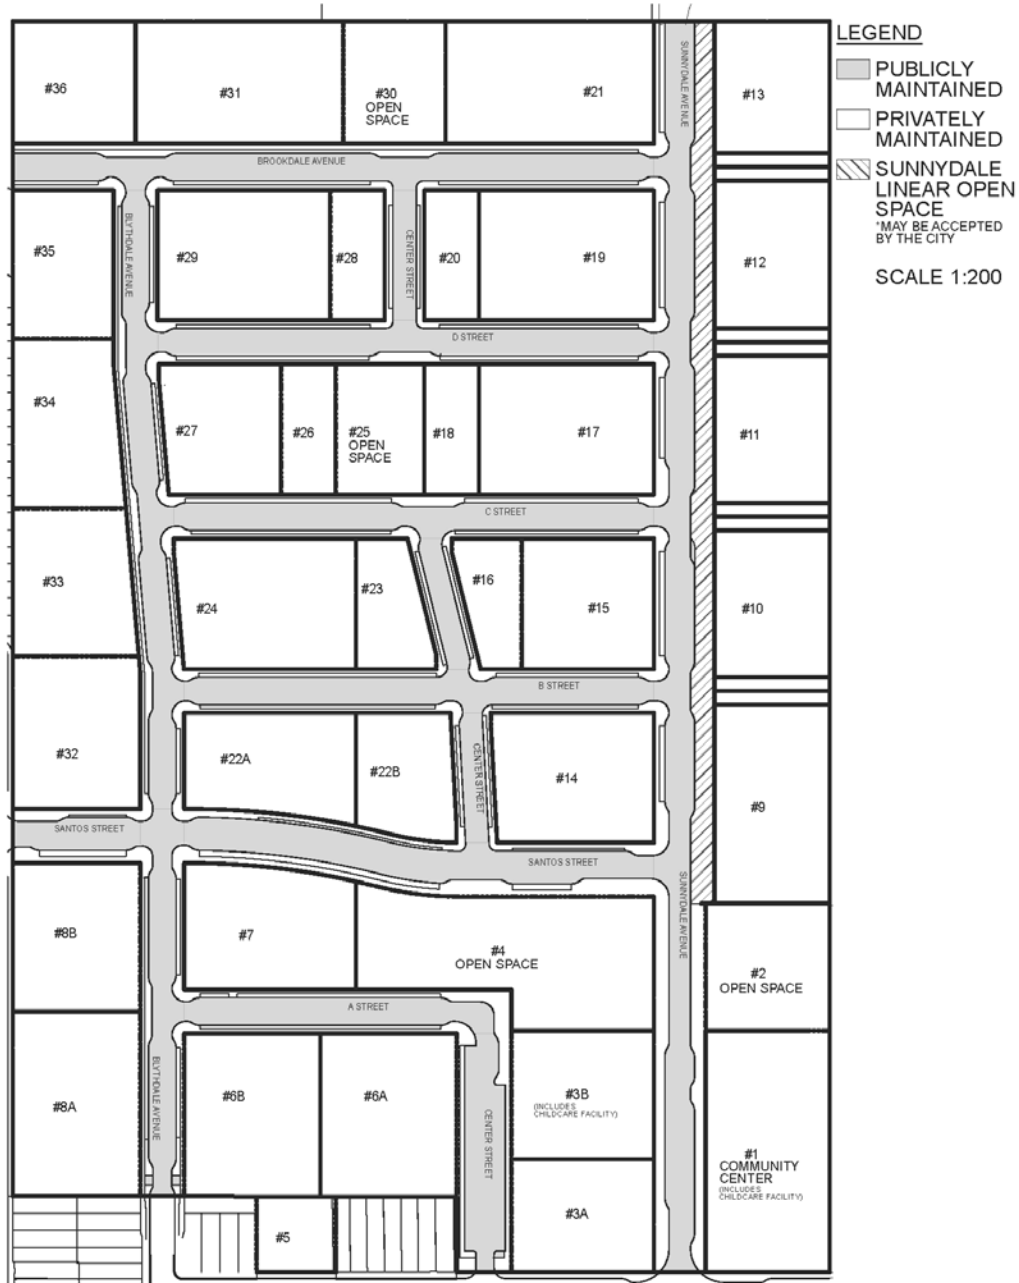 LEGEND
PUBLICLY
MAINTAINED
PRIVATELY
MAINTAINED
SUNNYDALE
LINEAR OPEN
SPACE
*MAY BE ACCEPTED
BY THE CITY
SCALE 1:200
#36
#31
#30
OPEN
SPACE
#21
SUNNYDALE AVENUE
#13
BROOKDALE AVENUE
#35
BLYTHDALE AVENUE
#29
#28
CENTER STREET
#20
#19
#12
D STREET
#34
#27
#26
#25
OPEN
SPACE
#18
#17
#11
C STREET
#33
#24
#23
#16
#15
#10
B STREET
#32
#22A
#22B
CENTER STREET
#14
#9
SANTOS STREET
SANTOS STREET
SUNNYDALE AVENUE
#8B
#7
#4
OPEN SPACE
#2
OPEN SPACE
A STREET
#8A
BLYTHDALE AVENUE
#6B
#6A
CENTER STREET
#3B
(INCLUDES
CHILDCARE FACILITY)
#1
COMMUNITY
CENTER
(INCLUDES
CHILDCARE FACILITY)
#3A
#5